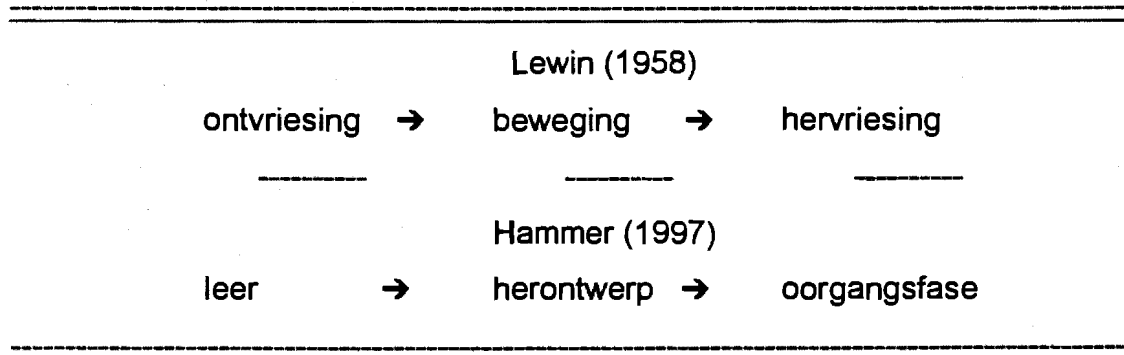 Lewin (1958)
ontvriesing → beweging → hervriesing
Hammer (1997)
leer → herontwerp → oorgangsfase